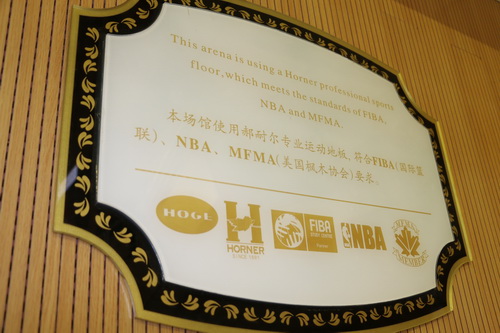 This arena is using a Horner professional sports
floor,which meets the standards of FIBA,
NBA and MFMA.
本场馆使用郝耐尔专业运动地板,符合FIBA(国际篮
联)、NBA、MFMA(美国枫木协会)要求。
HOGL
H
HORNER
FIBA
NBA
MEMBER